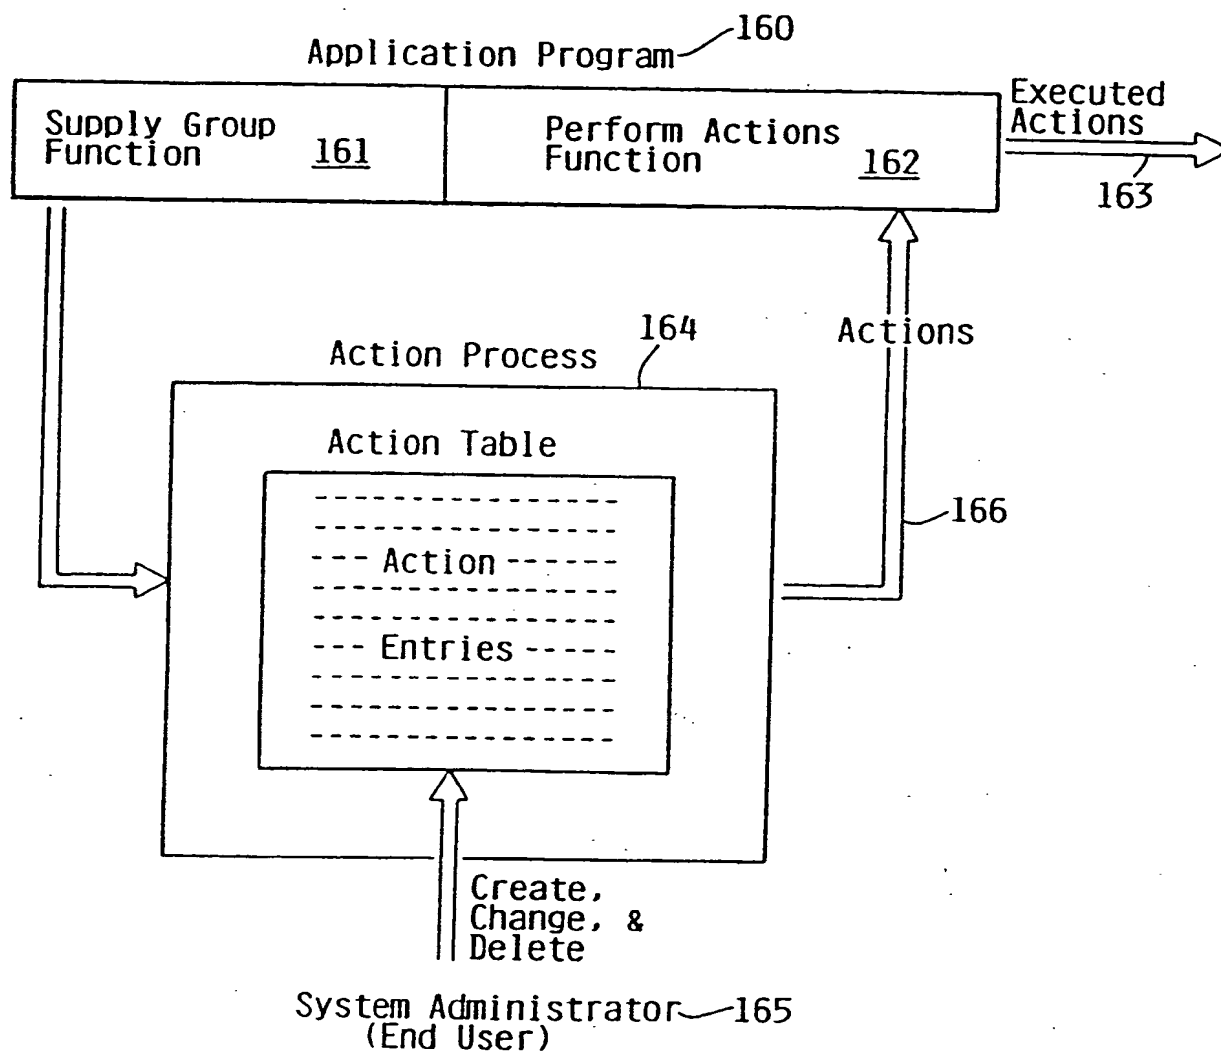 Application Program 160
Supply Group
Function 161
Perform Actions
Function 162
Executed
Actions
163
Actions
164
Action Process
Action Table
Action
Entries
166
Create,
Change, &
Delete
System Administrator 165
(End User)